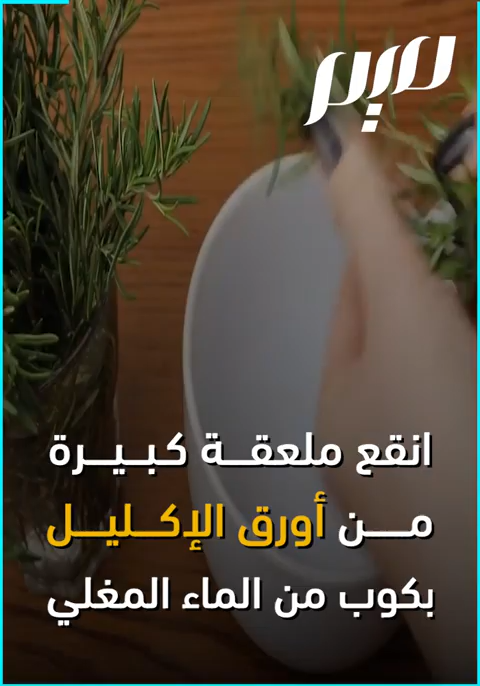 انقع ملعقة كبيرة
من أورق الإكليل
بكوب من الماء المغلي